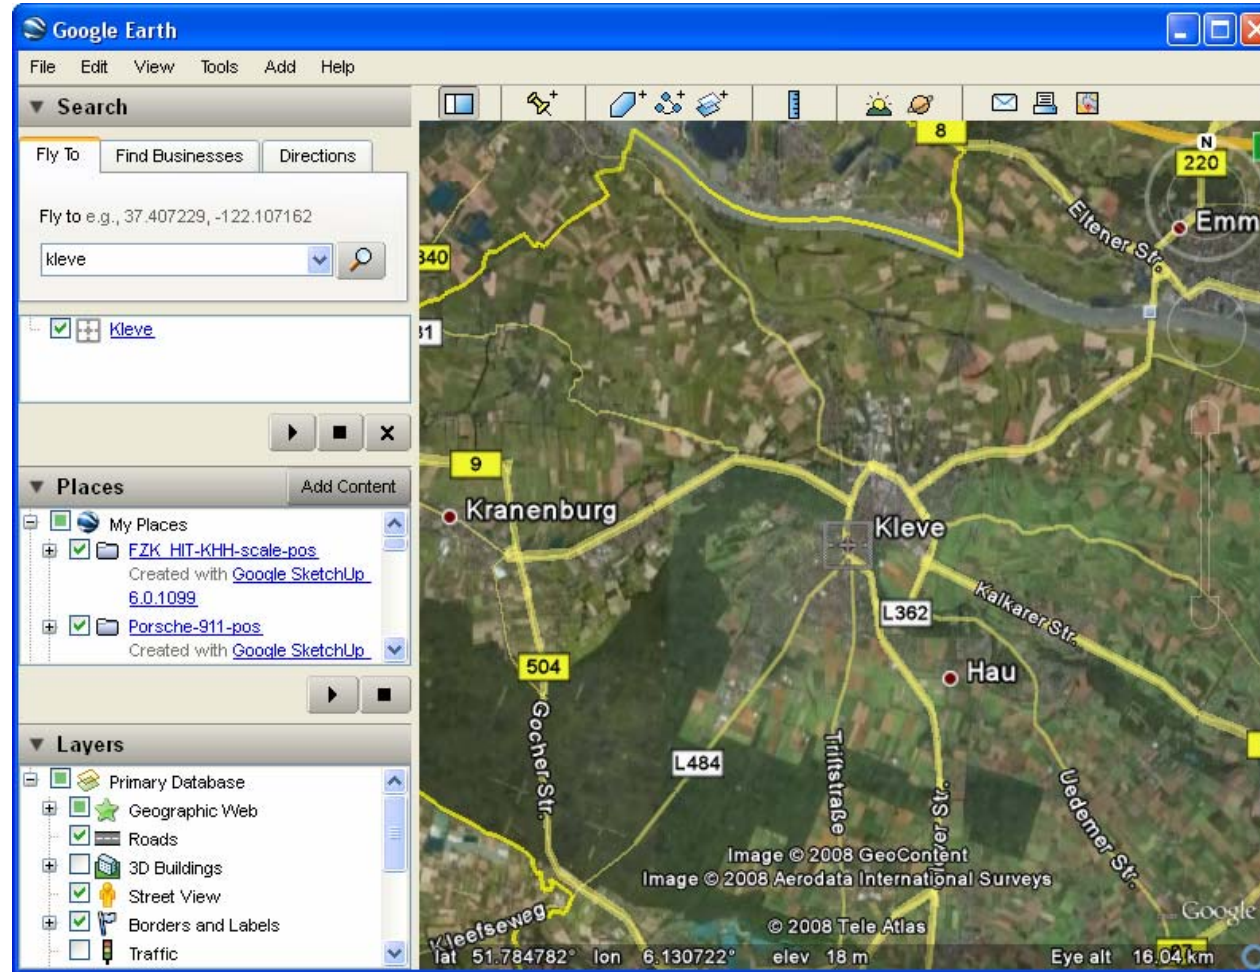 Google Earth
File Edit View Tools Add Help
Search
Fly To Find Businesses Directions
Fly to e.g., 37.407229, -122.107162
kleve
Kleve
Places Add Content
My Places
FZK_HIT-KHH-scale-pos
Created with Google SketchUp
6.0.1099
Porsche-911-pos
Created with Google SketchUp
Layers
Primary Database
Geographic Web
Roads
3D Buildings
Street View
Borders and Labels
Traffic
8
N
220
Emm
Eltener Str.
340
31
9
Kranenburg
Kleve
L362
Kalkarer Str.
504
Hau
Gocher Str.
L484
Triftstraße
Uedemer Str.
Image © 2008 GeoContent
Image © 2008 Aerodata International Surveys
© 2008 Tele Atlas
Google
Kleefseweg
lat 51.784782° lon 6.130722° elev 18 m Eye alt 16.04 km